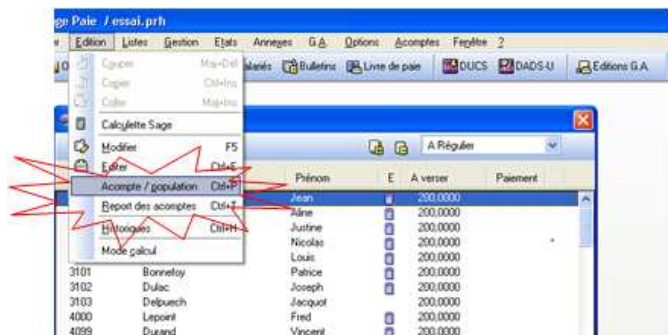 ge Paie / essai.prh
Edition Listes Gestion Etats Annexes G.A. Options Acomptes Fenêtre ?
Couper Maj+Del
Copier Ctrl+Ins
Coller Maj+Ins
Calculette Sage
Modifier F5
Editer Ctrl+E
Acompte / population Ctrl+P
Report des acomptes Ctrl+T
Historiques Ctrl+H
Mode calcul
alariés Bulletins Livre de paie DUCS DADS-U Editions G.A.
A Régulier
Prénom E A verser Paiement
Jean 200,0000
Aline 200,0000
Justine 200,0000
Nicolas 200,0000
Louis 200,0000
3101 Bonnefoy Patrice 200,0000
3102 Dulac Joseph 200,0000
3103 Delpuech Jacquot 200,0000
4000 Lepoint Fred 200,0000
4099 Durand Vincent 200,0000